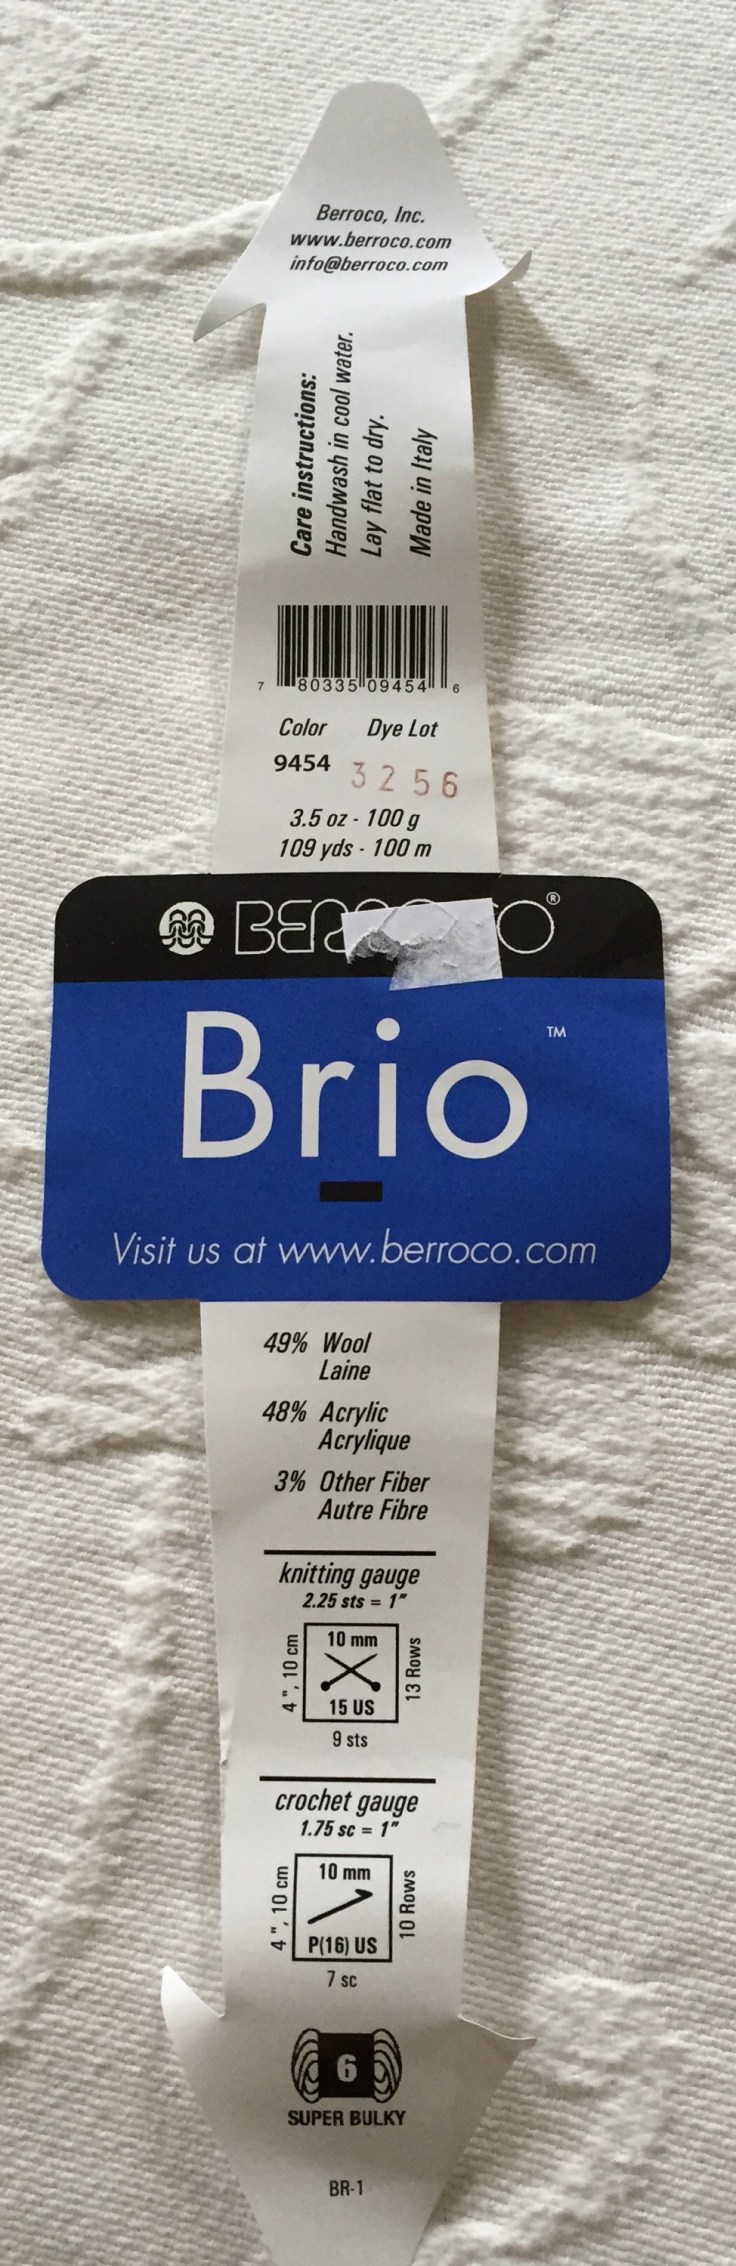 Berroco, Inc.
www.berroco.com
info@berroco.com
Care instructions:
Handwash in cool water.
Lay flat to dry.
Made in Italy
7 80335 09454 6
Color Dye Lot
9454 3256
3.5 oz - 100 g
109 yds - 100 m
®
Brio™
Visit us at www.berroco.com
49% Wool
Laine
48% Acrylic
Acrylique
3% Other Fiber
Autre Fibre
knitting gauge
2.25 sts = 1"
4", 10 cm
10 mm
15 US
13 Rows
9 sts
crochet gauge
1.75 sc = 1"
4", 10 cm
10 mm
P(16) US
10 Rows
7 sc
6
SUPER BULKY
BR-1